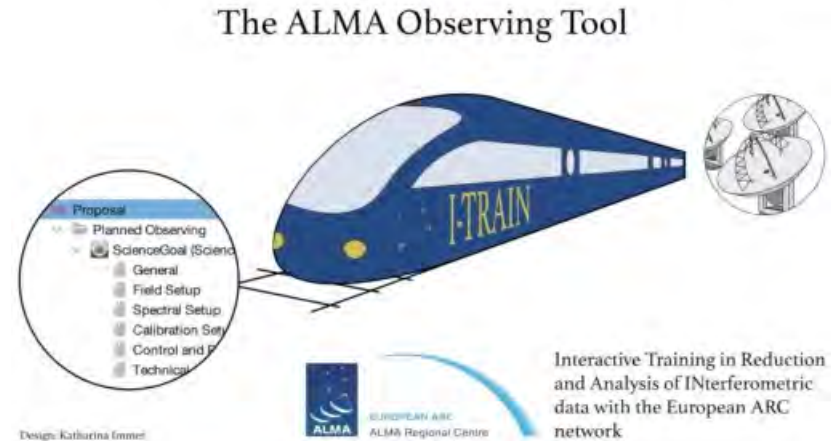 The ALMA Observing Tool
Proposal
Planned Observing
ScienceGoal (Scienc
General
Field Setup
Spectral Setup
Calibration Setu
Control and P
Technical
I-TRAIN
ALMA
EUROPEAN ARC
ALMA Regional Centre
Interactive Training in Reduction
and Analysis of INterferometric
data with the European ARC
network
Design: Katharina Immer